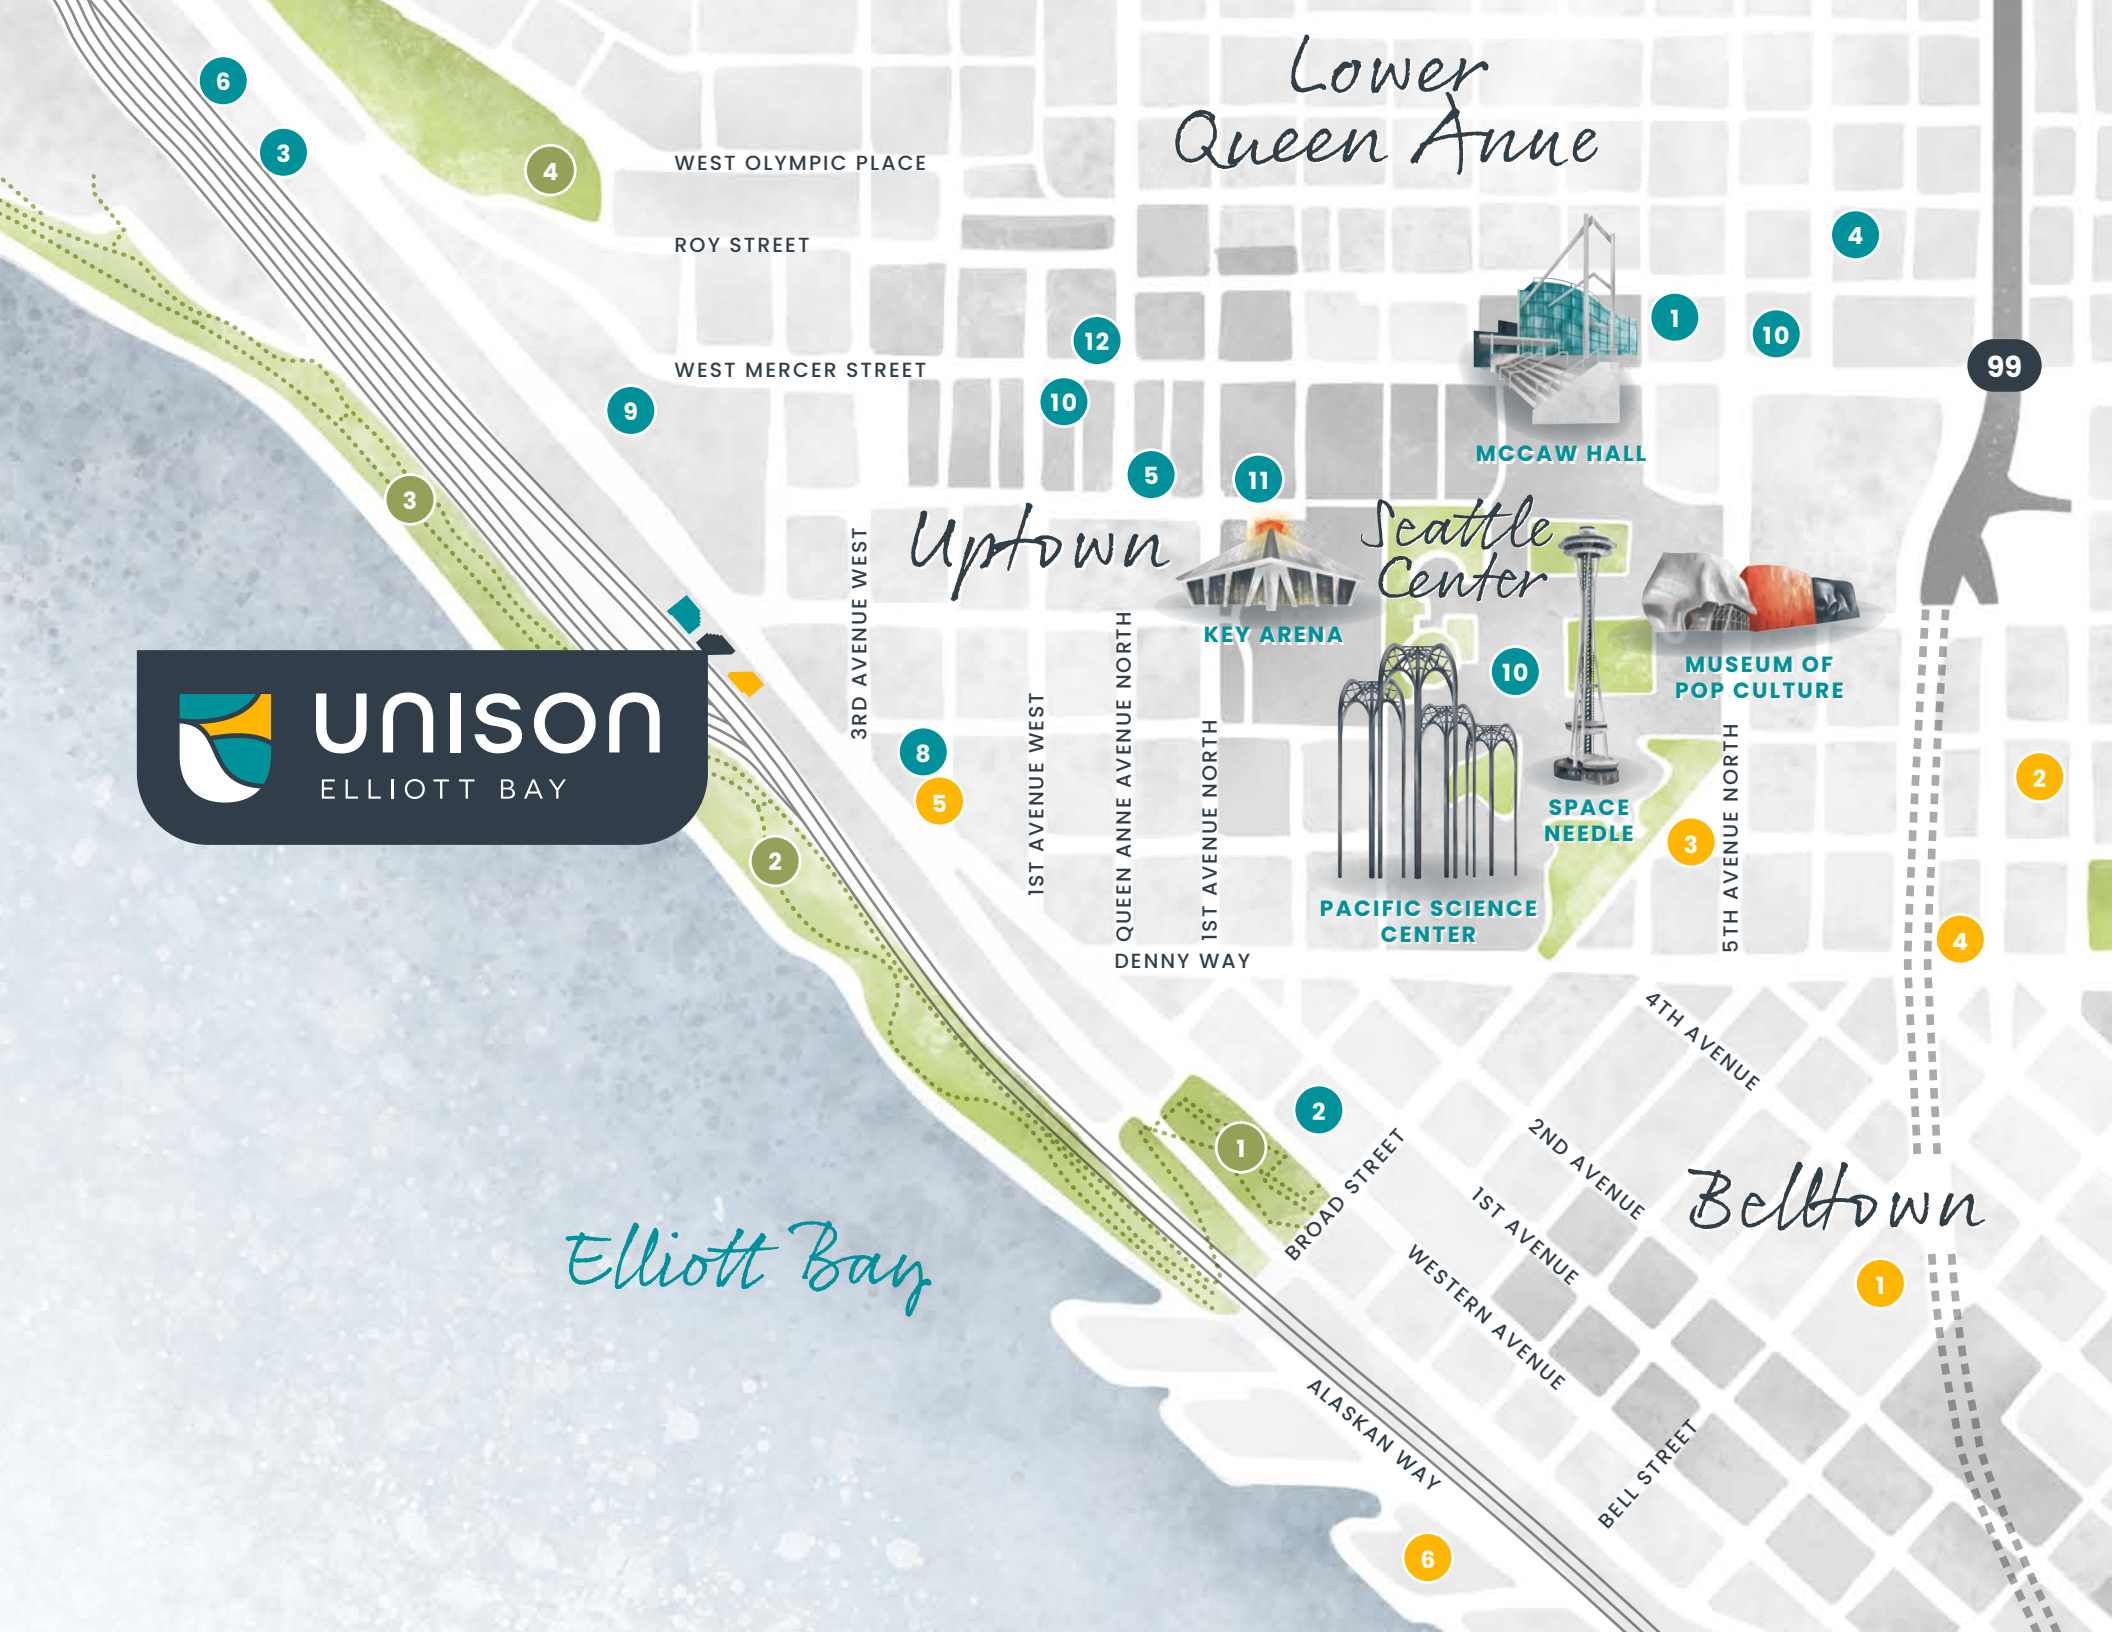 Lower
Queen Anne
6
3
4
WEST OLYMPIC PLACE
ROY STREET
4
1
10
12
99
WEST MERCER STREET
10
9
MCCAW HALL
5
11
3
Uptown
Seattle
Center
3RD AVENUE WEST
KEY ARENA
10
MUSEUM OF
POP CULTURE
UNISON
ELLIOTT BAY
1ST AVENUE WEST
QUEEN ANNE AVENUE NORTH
1ST AVENUE NORTH
5TH AVENUE NORTH
8
5
2
SPACE
NEEDLE
3
2
PACIFIC SCIENCE
CENTER
4
DENNY WAY
4TH AVENUE
2
1
BROAD STREET
2ND AVENUE
1ST AVENUE
WESTERN AVENUE
Belltown
Elliott Bay
1
ALASKAN WAY
BELL STREET
6